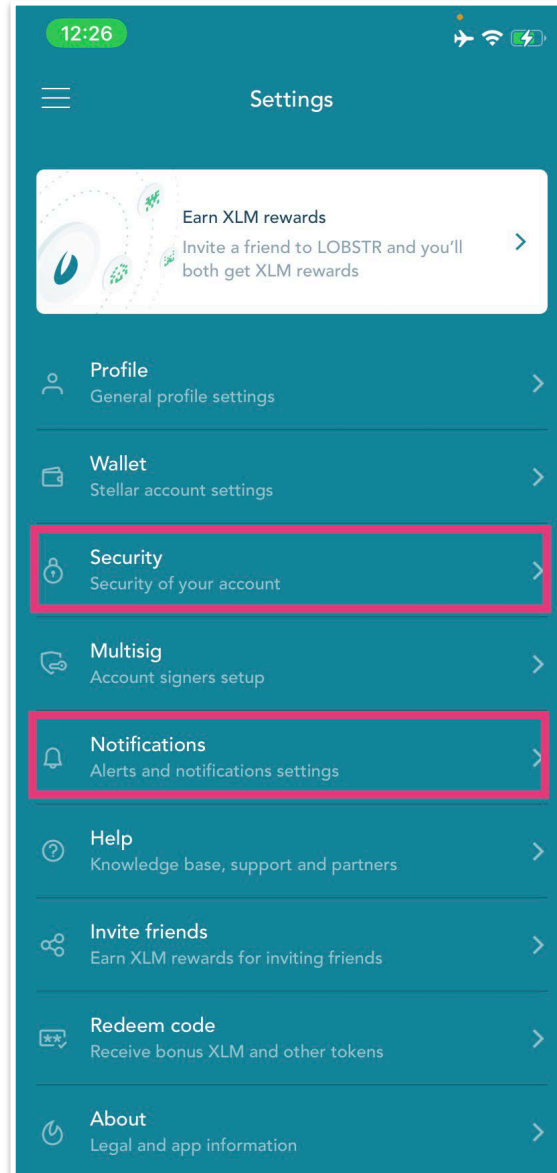 12:26
Settings
Earn XLM rewards
Invite a friend to LOBSTR and you'll
both get XLM rewards
Profile
General profile settings
Wallet
Stellar account settings
Security
Security of your account
Multisig
Account signers setup
Notifications
Alerts and notifications settings
Help
Knowledge base, support and partners
Invite friends
Earn XLM rewards for inviting friends
Redeem code
Receive bonus XLM and other tokens
About
Legal and app information